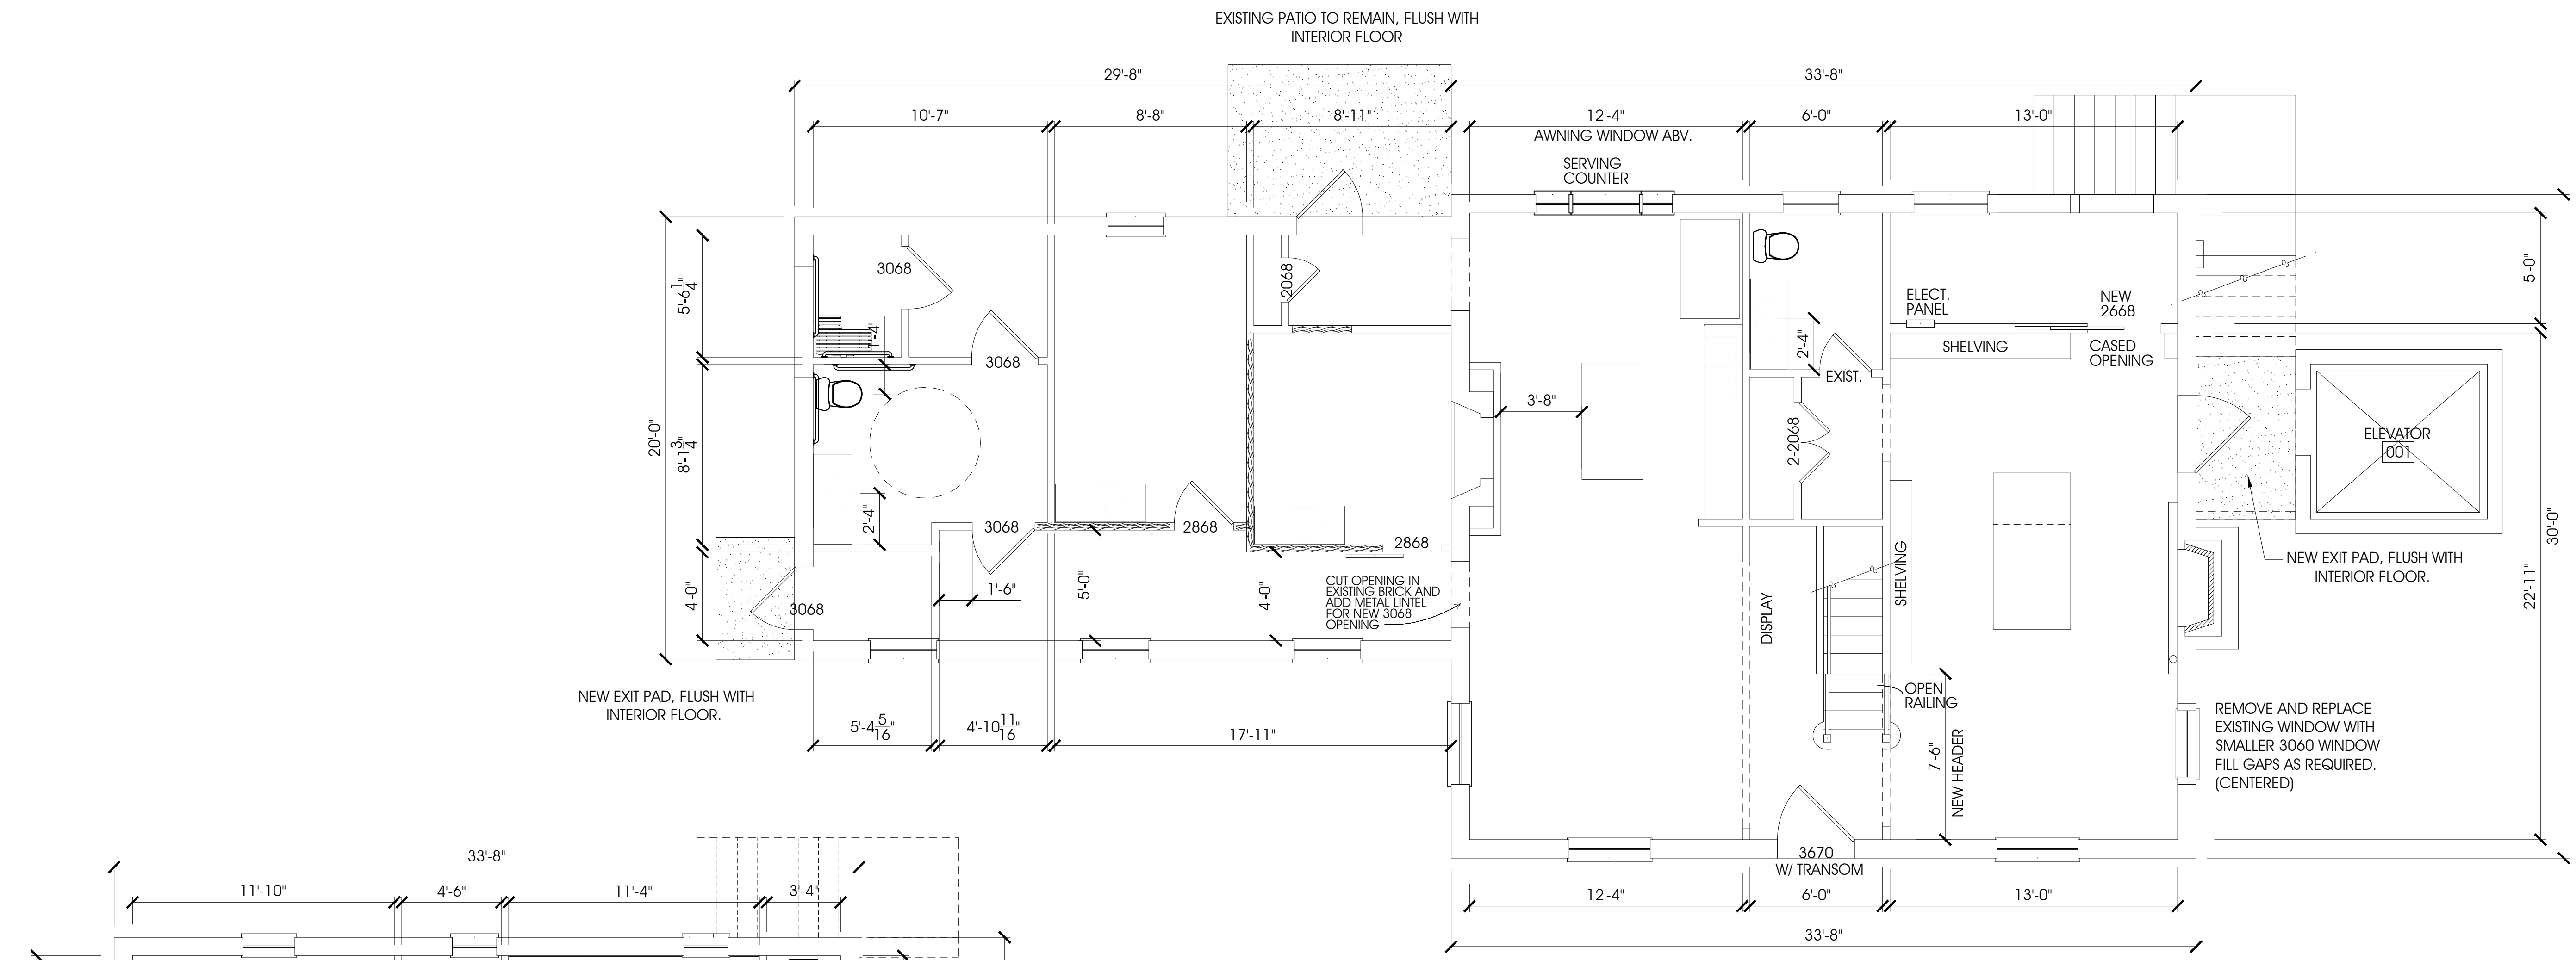 EXISTING PATIO TO REMAIN, FLUSH WITH
INTERIOR FLOOR
29'-8"
33'-8"
10'-7"
8'-8"
8'-11"
12'-4"
6'-0"
13'-0"
AWNING WINDOW ABV.
SERVING
COUNTER
3068
2068
5'-6 1/4"
1'-4"
3068
ELECT.
PANEL
NEW
2668
5'-0"
SHELVING
CASED
OPENING
2'-4"
EXIST.
3'-8"
20'-0"
8'-1 3/4"
2-2068
ELEVATOR
001
2'-4"
3068
2868
2868
30'-0"
4'-0"
3068
1'-6"
5'-0"
4'-0"
CUT OPENING IN
EXISTING BRICK AND
ADD METAL LINTEL
FOR NEW 3068
OPENING
DISPLAY
SHELVING
NEW EXIT PAD, FLUSH WITH
INTERIOR FLOOR.
22'-11"
NEW EXIT PAD, FLUSH WITH
INTERIOR FLOOR.
OPEN
RAILING
5'-4 5/16"
4'-10 11/16"
17'-11"
7'-6"
NEW HEADER
REMOVE AND REPLACE
EXISTING WINDOW WITH
SMALLER 3060 WINDOW
FILL GAPS AS REQUIRED.
(CENTERED)
3670
W/ TRANSOM
33'-8"
11'-10"
4'-6"
11'-4"
3'-4"
12'-4"
6'-0"
13'-0"
33'-8"